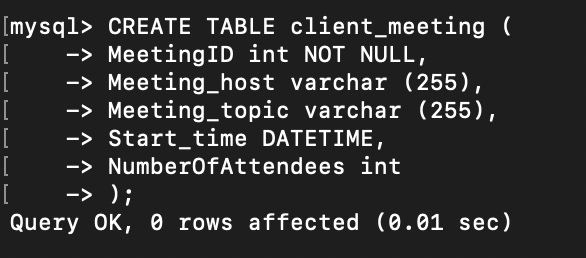 [mysql> CREATE TABLE client_meeting (
[    -> MeetingID int NOT NULL,
[    -> Meeting_host varchar (255),
[    -> Meeting_topic varchar (255),
[    -> Start_time DATETIME,
[    -> NumberOfAttendees int
[    -> );
Query OK, 0 rows affected (0.01 sec)